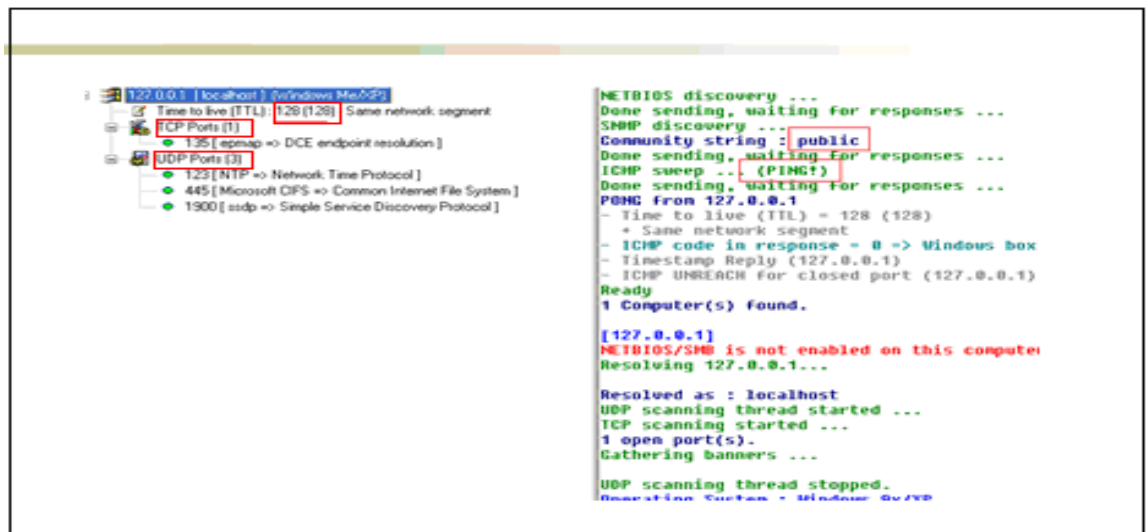 127.0.0.1 [ localhost ] (Windows Me/XP)
Time to live (TTL) : 128 (128) Same network segment
TCP Ports (1)
135 [ epmap => DCE endpoint resolution ]
UDP Ports (3)
123 [ NTP => Network Time Protocol ]
445 [ Microsoft CIFS => Common Internet File System ]
1900 [ ssdp => Simple Service Discovery Protocol ]
NETBIOS discovery ...
Done sending, waiting for responses ...
SNMP discovery ...
Community string : public
Done sending, waiting for responses ...
ICMP sweep ... (PING!)
Done sending, waiting for responses ...
PONG from 127.0.0.1
- Time to live (TTL) = 128 (128)
+ Same network segment
- ICMP code in response = 0 => Windows box
- Timestamp Reply (127.0.0.1)
- ICMP UNREACH for closed port (127.0.0.1)
Ready
1 Computer(s) found.
[127.0.0.1]
NETBIOS/SMB is not enabled on this computer
Resolving 127.0.0.1...
Resolved as : localhost
UDP scanning thread started ...
TCP scanning started ...
1 open port(s).
Gathering banners ...
UDP scanning thread stopped.
Operating System : Windows 9x/XP